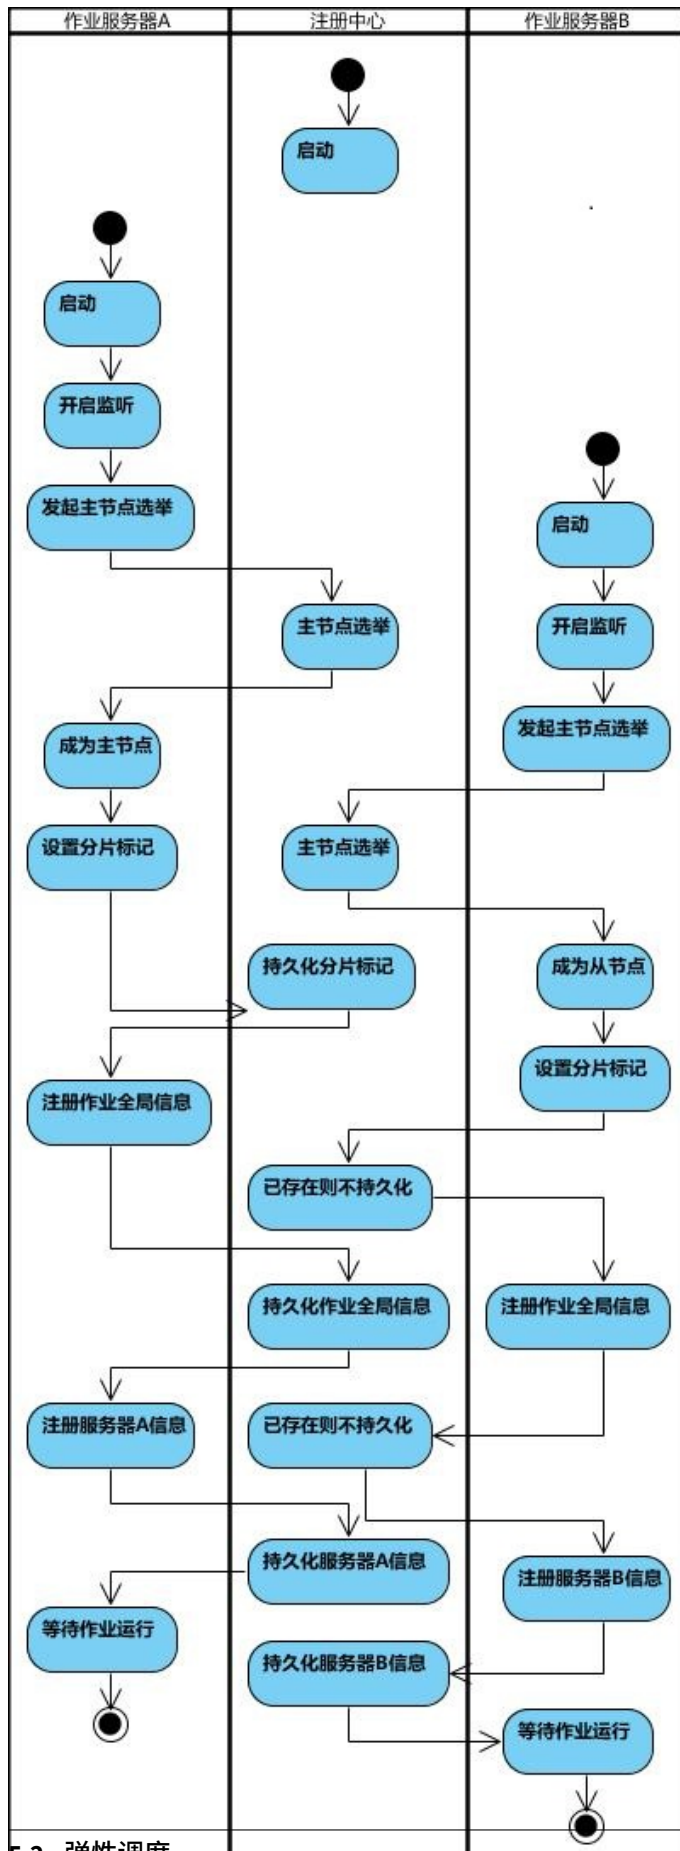 作业服务器A
注册中心
作业服务器B
启动
启动
开启监听
发起主节点选举
启动
主节点选举
开启监听
发起主节点选举
成为主节点
设置分片标记
主节点选举
持久化分片标记
成为从节点
设置分片标记
注册作业全局信息
已存在则不持久化
持久化作业全局信息
注册作业全局信息
注册服务器A信息
已存在则不持久化
持久化服务器A信息
注册服务器B信息
等待作业运行
持久化服务器B信息
等待作业运行
5.2 弹性调度